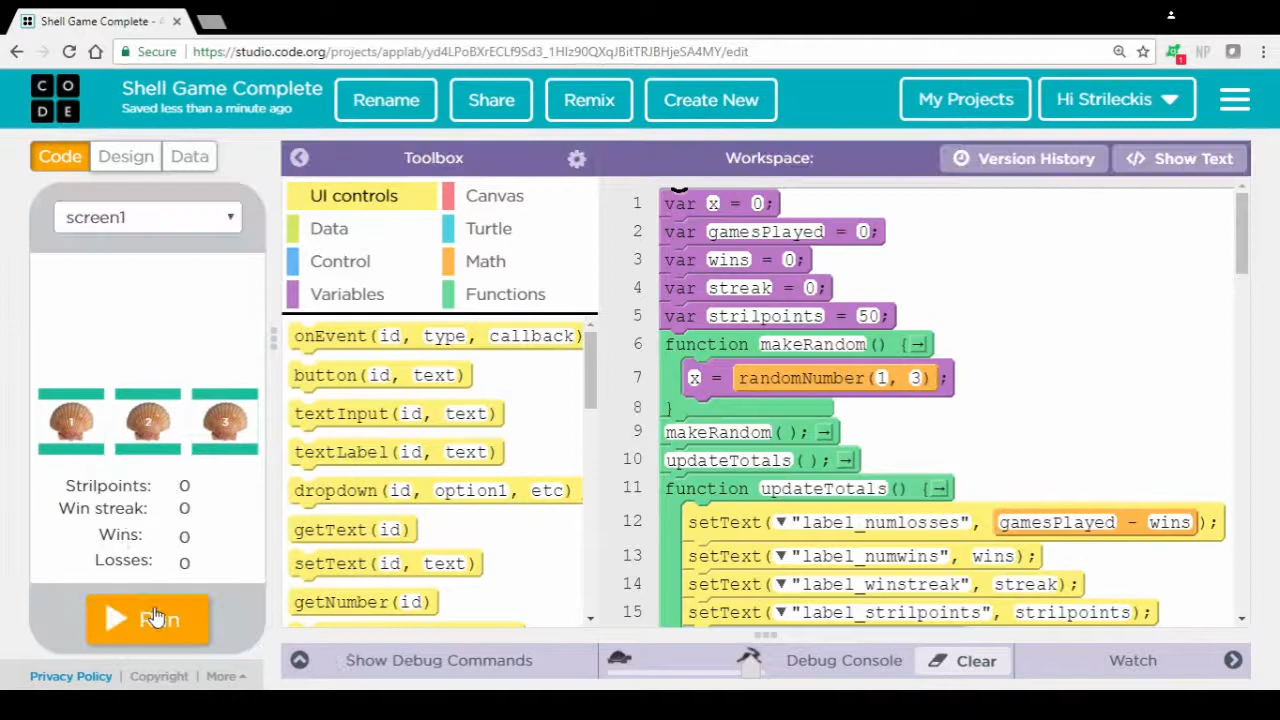 Shell Game Complete -
Secure https://studio.code.org/projects/applab/yd4LPoBXrECLf9Sd3_1HIz90QXqJBitTRJBHjeSA4MY/edit
1 NP
CODE
Shell Game Complete
Saved less than a minute ago
Rename Share Remix Create New
My Projects Hi Strileckis
Code Design Data
Toolbox
Workspace:
Version History
</> Show Text
screen1
UI controls Canvas
Data Turtle
Control Math
Variables Functions
onEvent(id, type, callback)
button(id, text)
textInput(id, text)
textLabel(id, text)
dropdown(id, option1, etc)
getText(id)
setText(id, text)
getNumber(id)
1 var x = 0;
2 var gamesPlayed = 0;
3 var wins = 0;
4 var streak = 0;
5 var strilpoints = 50;
6 function makeRandom() {
7 x = randomNumber(1, 3);
8 }
9 makeRandom();
10 updateTotals();
11 function updateTotals() {
12 setText("label_numlosses", gamesPlayed - wins);
13 setText("label_numwins", wins);
14 setText("label_winstreak", streak);
15 setText("label_strilpoints", strilpoints);
1 2 3
Strilpoints: 0
Win streak: 0
Wins: 0
Losses: 0
Run
Show Debug Commands
Debug Console
Clear
Watch
Privacy Policy | Copyright | More